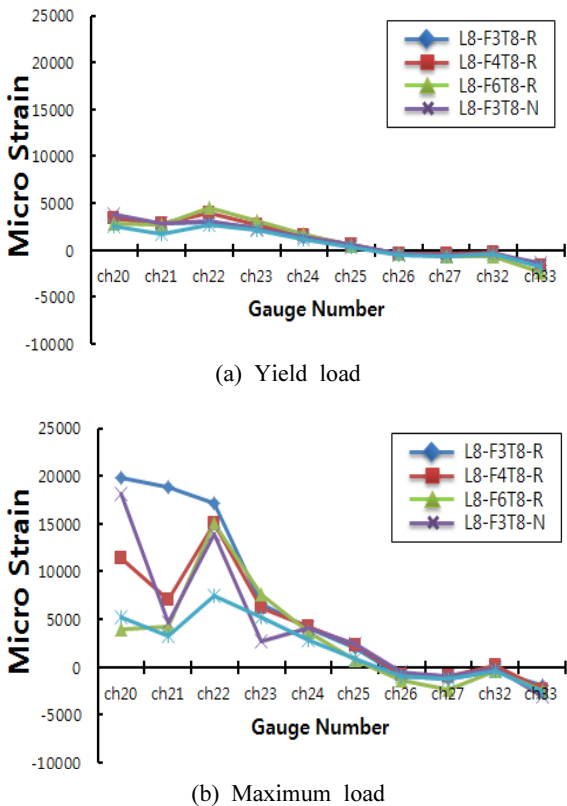 25000
20000
15000
10000
5000
0
-5000
-10000
Micro Strain
L8-F3T8-R
L8-F4T8-R
L8-F6T8-R
L8-F3T8-N
ch20 ch21 ch22 ch23 ch24 ch25 ch26 ch27 ch32 ch33
Gauge Number
(a) Yield load
25000
20000
15000
10000
5000
0
-5000
-10000
Micro Strain
L8-F3T8-R
L8-F4T8-R
L8-F6T8-R
L8-F3T8-N
ch20 ch21 ch22 ch23 ch24 ch25 ch26 ch27 ch32 ch33
Gauge Number
(b) Maximum load